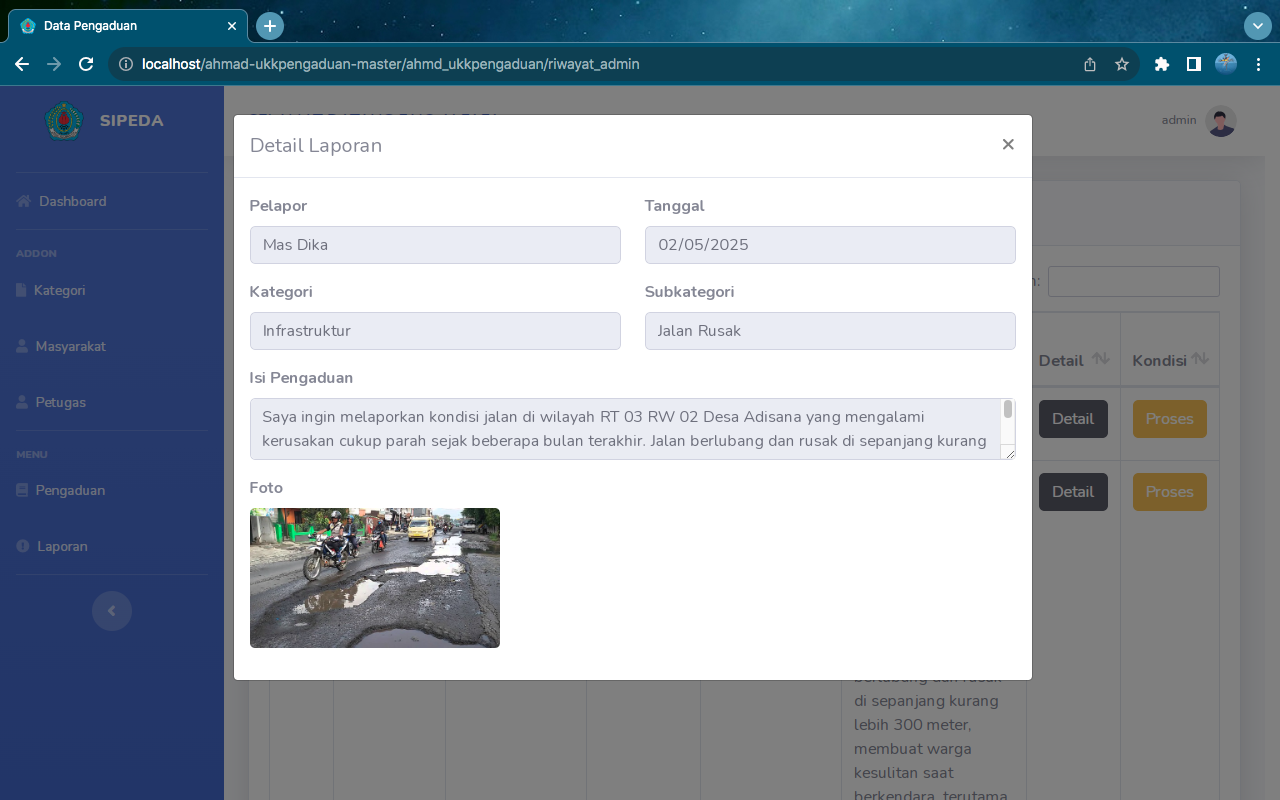 Data Pengaduan
localhost/ahmad-ukkpengaduan-master/ahmd_ukkpengaduan/riwayat_admin
SIPEDA
admin
Detail Laporan
Dashboard
Pelapor
Tanggal
Mas Dika
02/05/2025
ADDON
Kategori
Kategori
Subkategori
Infrastruktur
Jalan Rusak
Masyarakat
Detail
Kondisi
Isi Pengaduan
Petugas
Saya ingin melaporkan kondisi jalan di wilayah RT 03 RW 02 Desa Adisana yang mengalami
kerusakan cukup parah sejak beberapa bulan terakhir. Jalan berlubang dan rusak di sepanjang kurang
Detail
Proses
MENU
Pengaduan
Foto
Detail
Proses
Laporan
di sepanjang kurang
lebih 300 meter,
membuat warga
kesulitan saat
berkendara, terutama